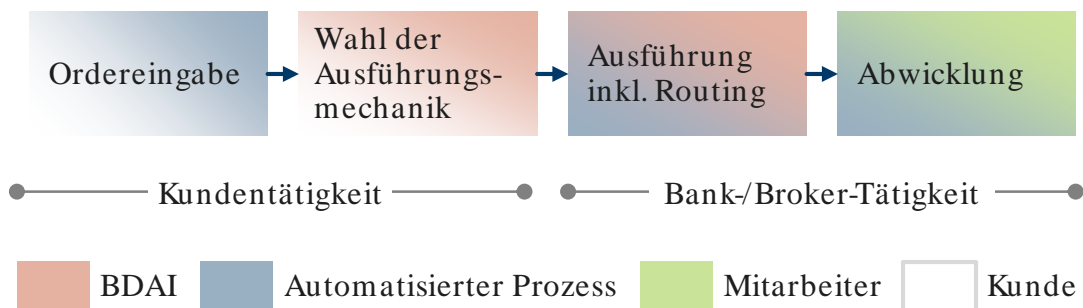 Ordereingabe
Wahl der
Ausführungs-
mechanik
Ausführung
inkl. Routing
Abwicklung
Kundentätigkeit
Bank-/Broker-Tätigkeit
BDAI
Automatisierter Prozess
Mitarbeiter
Kunde